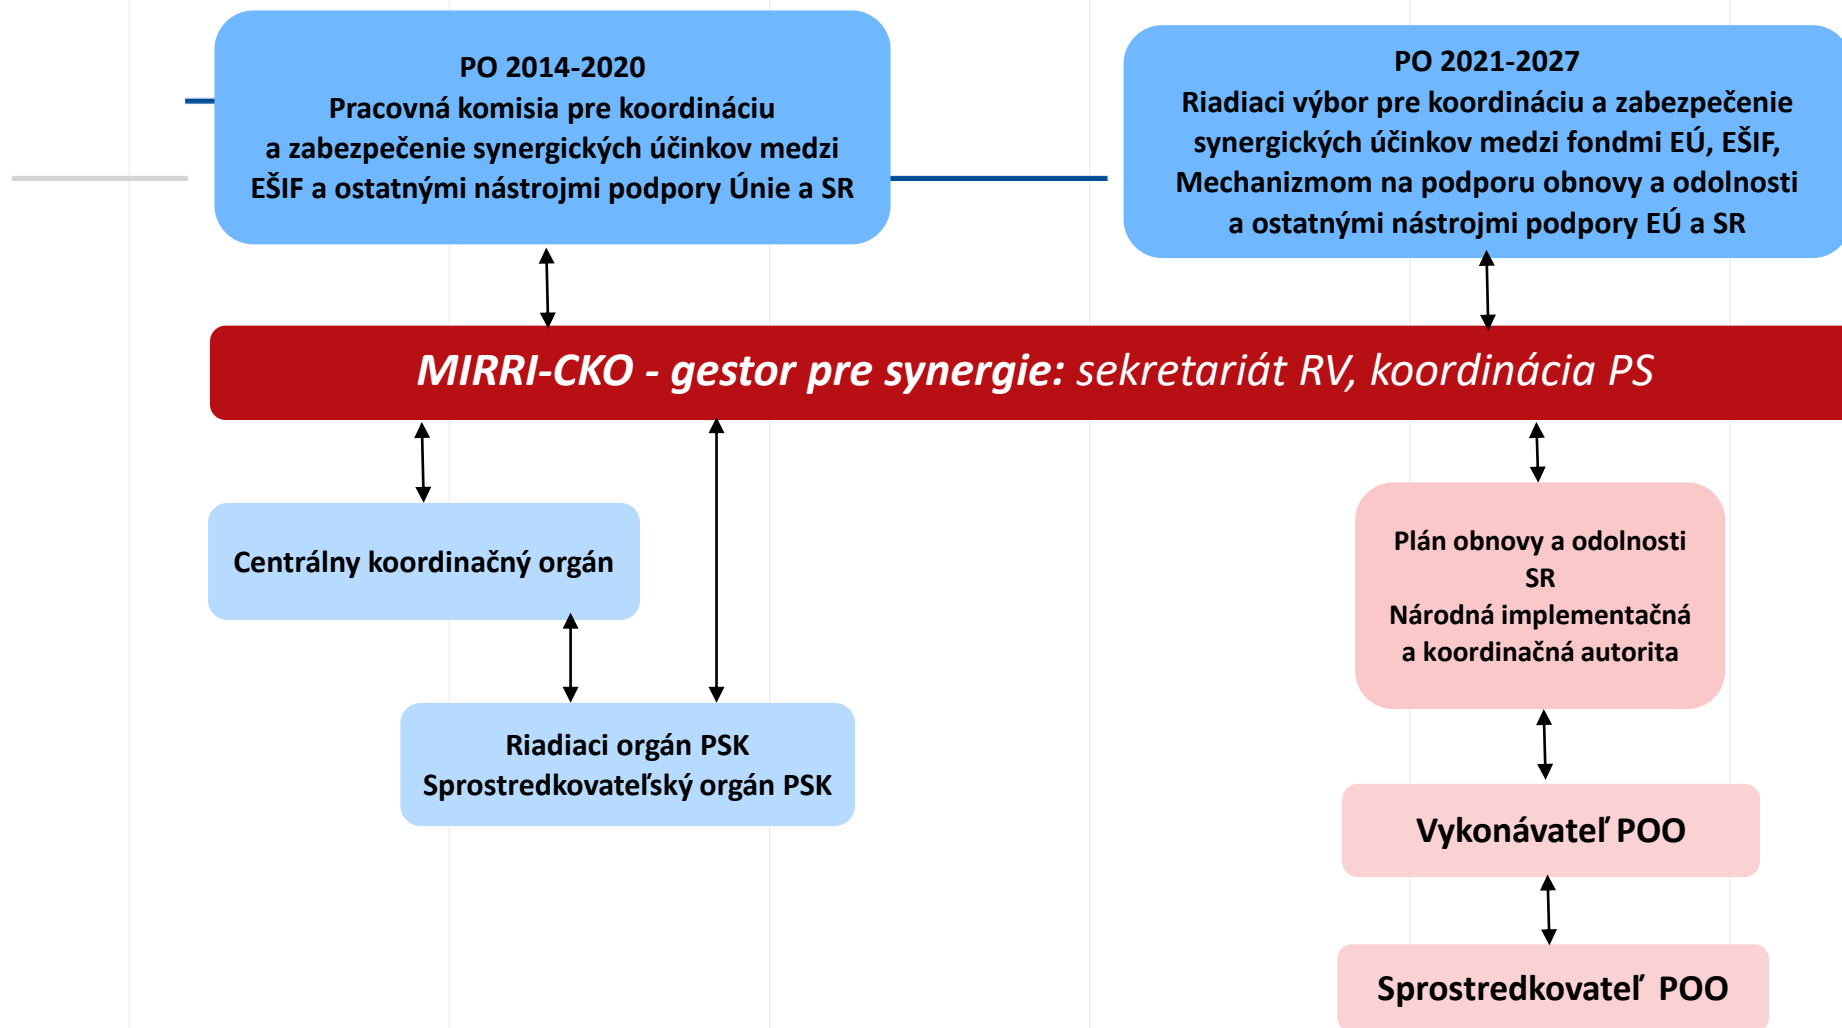 PO 2014-2020
Pracovná komisia pre koordináciu
a zabezpečenie synergických účinkov medzi
EŠIF a ostatnými nástrojmi podpory Únie a SR
PO 2021-2027
Riadiaci výbor pre koordináciu a zabezpečenie
synergických účinkov medzi fondmi EÚ, EŠIF,
Mechanizmom na podporu obnovy a odolnosti
a ostatnými nástrojmi podpory EÚ a SR
MIRRI-CKO - gestor pre synergie: sekretariát RV, koordinácia PS
Centrálny koordinačný orgán
Riadiaci orgán PSK
Sprostredkovateľský orgán PSK
Plán obnovy a odolnosti
SR
Národná implementačná
a koordinačná autorita
Vykonávateľ POO
Sprostredkovateľ POO